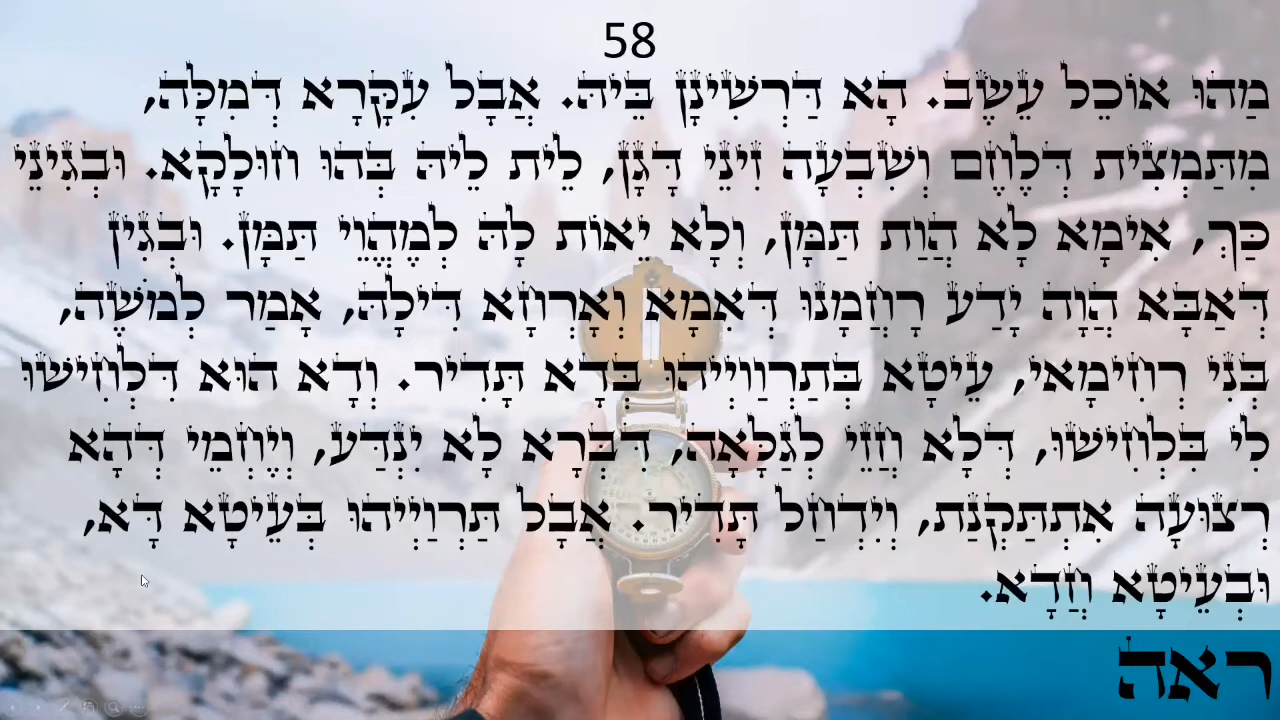 58
מַהוּ אוֹכֵל עֵשֶׂב. הָא דַּרְשִׁינָן בֵּיהּ. אֲבָל עִקָּרָא דְּמִלָּה,
מִתַּמְצִית דְּלֶחֶם וְשִׁבְעָה זִינֵי דָּגָן, לֵית לֵיהּ בְּהוּ חוּלָקָא. וּבְגִינֵי
כַּךְ, אִימָא לָא הֲוַת תַּמָּן, וְלָא יֵאוֹת לָהּ לְמֶהֱוֵי תַּמָּן. וּבְגִין
דְּאַבָּא הֲוָה יָדַע רָחֲמָנוּ דְּאִמָא וְאָרְחָא דִּילָהּ, אָמַר לְמֹשֶׁה,
בְּנִי רְחִימָאי, עֵיטָא בְּתַרְוַויְיהוּ בְּדָא תָּדִיר. וְדָא הוּא דִּלְחִישׁוּ
לִי בִּלְחִישׁוּ, דְּלָא חֲזֵי לְגַלָּאָה, דִּבְרָא לָא יִנְדַּע, וְיֶחְמֵי דְּהָא
רְצוּעָה אִתְתַּקְנַת, וְיִדְחַל תָּדִיר. אֲבָל תַּרְוַיְיהוּ בְּעֵיטָא דָּא,
וּבְעֵיטָא חֲדָא.
ראה